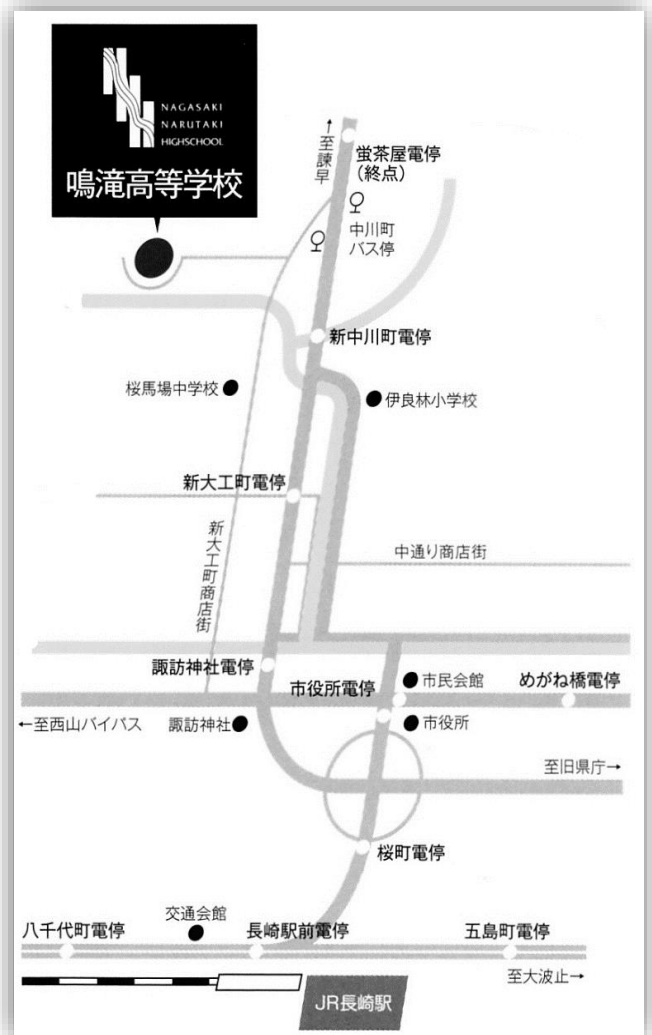 NAGASAKI
NARUTAKI
HIGHSCHOOL
鳴滝高等学校
↑至諫早
蛍茶屋電停
(終点)
中川町
バス停
新中川町電停
桜馬場中学校
伊良林小学校
新大工町電停
新大工町商店街
中通り商店街
諏訪神社電停
市役所電停
市民会館
めがね橋電停
←至西山バイパス
諏訪神社
市役所
至旧県庁→
桜町電停
交通会館
八千代町電停
長崎駅前電停
五島町電停
至大波止→
JR長崎駅